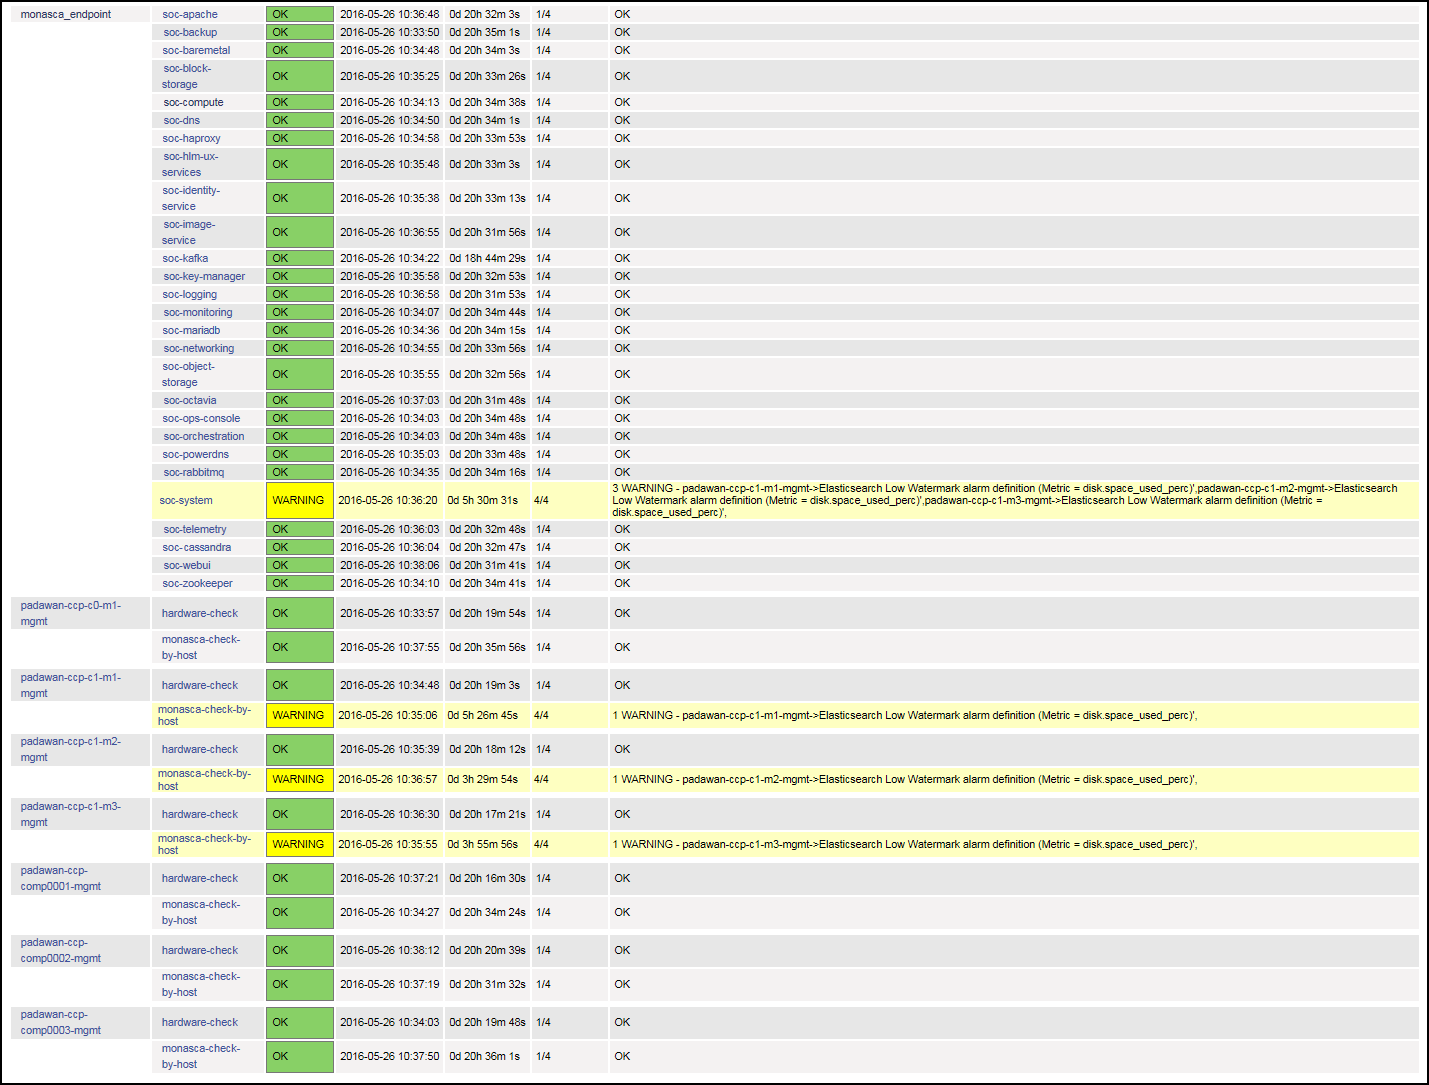 monasca_endpoint soc-apache OK 2016-05-26 10:36:48 0d 20h 32m 3s 1/4 OK
soc-backup OK 2016-05-26 10:33:50 0d 20h 35m 1s 1/4 OK
soc-baremetal OK 2016-05-26 10:34:48 0d 20h 34m 3s 1/4 OK
soc-block-
storage OK 2016-05-26 10:35:25 0d 20h 33m 26s 1/4 OK
soc-compute OK 2016-05-26 10:34:13 0d 20h 34m 38s 1/4 OK
soc-dns OK 2016-05-26 10:34:50 0d 20h 34m 1s 1/4 OK
soc-haproxy OK 2016-05-26 10:34:58 0d 20h 33m 53s 1/4 OK
soc-hlm-ux-
services OK 2016-05-26 10:35:48 0d 20h 33m 3s 1/4 OK
soc-identity-
service OK 2016-05-26 10:35:38 0d 20h 33m 13s 1/4 OK
soc-image-
service OK 2016-05-26 10:36:55 0d 20h 31m 56s 1/4 OK
soc-kafka OK 2016-05-26 10:34:22 0d 18h 44m 29s 1/4 OK
soc-key-manager OK 2016-05-26 10:35:58 0d 20h 32m 53s 1/4 OK
soc-logging OK 2016-05-26 10:36:58 0d 20h 31m 53s 1/4 OK
soc-monitoring OK 2016-05-26 10:34:07 0d 20h 34m 44s 1/4 OK
soc-mariadb OK 2016-05-26 10:34:36 0d 20h 34m 15s 1/4 OK
soc-networking OK 2016-05-26 10:34:55 0d 20h 33m 56s 1/4 OK
soc-object-
storage OK 2016-05-26 10:35:55 0d 20h 32m 56s 1/4 OK
soc-octavia OK 2016-05-26 10:37:03 0d 20h 31m 48s 1/4 OK
soc-ops-console OK 2016-05-26 10:34:03 0d 20h 34m 48s 1/4 OK
soc-orchestration OK 2016-05-26 10:34:03 0d 20h 34m 48s 1/4 OK
soc-powerdns OK 2016-05-26 10:35:03 0d 20h 33m 48s 1/4 OK
soc-rabbitmq OK 2016-05-26 10:34:35 0d 20h 34m 16s 1/4 OK
soc-system WARNING 2016-05-26 10:36:20 0d 5h 30m 31s 4/4 3 WARNING - padawan-ccp-c1-m1-mgmt->Elasticsearch Low Watermark alarm definition (Metric = disk.space_used_perc)',padawan-ccp-c1-m2-mgmt->Elasticsearch
Low Watermark alarm definition (Metric = disk.space_used_perc)',padawan-ccp-c1-m3-mgmt->Elasticsearch Low Watermark alarm definition (Metric =
disk.space_used_perc)',
soc-telemetry OK 2016-05-26 10:36:03 0d 20h 32m 48s 1/4 OK
soc-cassandra OK 2016-05-26 10:36:04 0d 20h 32m 47s 1/4 OK
soc-webui OK 2016-05-26 10:38:06 0d 20h 31m 41s 1/4 OK
soc-zookeeper OK 2016-05-26 10:34:10 0d 20h 34m 41s 1/4 OK
padawan-ccp-c0-m1-
mgmt hardware-check OK 2016-05-26 10:33:57 0d 20h 19m 54s 1/4 OK
monasca-check-
by-host OK 2016-05-26 10:37:55 0d 20h 35m 56s 1/4 OK
padawan-ccp-c1-m1-
mgmt hardware-check OK 2016-05-26 10:34:48 0d 20h 19m 3s 1/4 OK
monasca-check-by-
host WARNING 2016-05-26 10:35:06 0d 5h 26m 45s 4/4 1 WARNING - padawan-ccp-c1-m1-mgmt->Elasticsearch Low Watermark alarm definition (Metric = disk.space_used_perc)',
padawan-ccp-c1-m2-
mgmt hardware-check OK 2016-05-26 10:35:39 0d 20h 18m 12s 1/4 OK
monasca-check-by-
host WARNING 2016-05-26 10:36:57 0d 3h 29m 54s 4/4 1 WARNING - padawan-ccp-c1-m2-mgmt->Elasticsearch Low Watermark alarm definition (Metric = disk.space_used_perc)',
padawan-ccp-c1-m3-
mgmt hardware-check OK 2016-05-26 10:36:30 0d 20h 17m 21s 1/4 OK
monasca-check-by-
host WARNING 2016-05-26 10:35:55 0d 3h 55m 56s 4/4 1 WARNING - padawan-ccp-c1-m3-mgmt->Elasticsearch Low Watermark alarm definition (Metric = disk.space_used_perc)',
padawan-ccp-
comp0001-mgmt hardware-check OK 2016-05-26 10:37:21 0d 20h 16m 30s 1/4 OK
monasca-check-
by-host OK 2016-05-26 10:34:27 0d 20h 34m 24s 1/4 OK
padawan-ccp-
comp0002-mgmt hardware-check OK 2016-05-26 10:38:12 0d 20h 20m 39s 1/4 OK
monasca-check-
by-host OK 2016-05-26 10:37:19 0d 20h 31m 32s 1/4 OK
padawan-ccp-
comp0003-mgmt hardware-check OK 2016-05-26 10:34:03 0d 20h 19m 48s 1/4 OK
monasca-check-
by-host OK 2016-05-26 10:37:50 0d 20h 36m 1s 1/4 OK